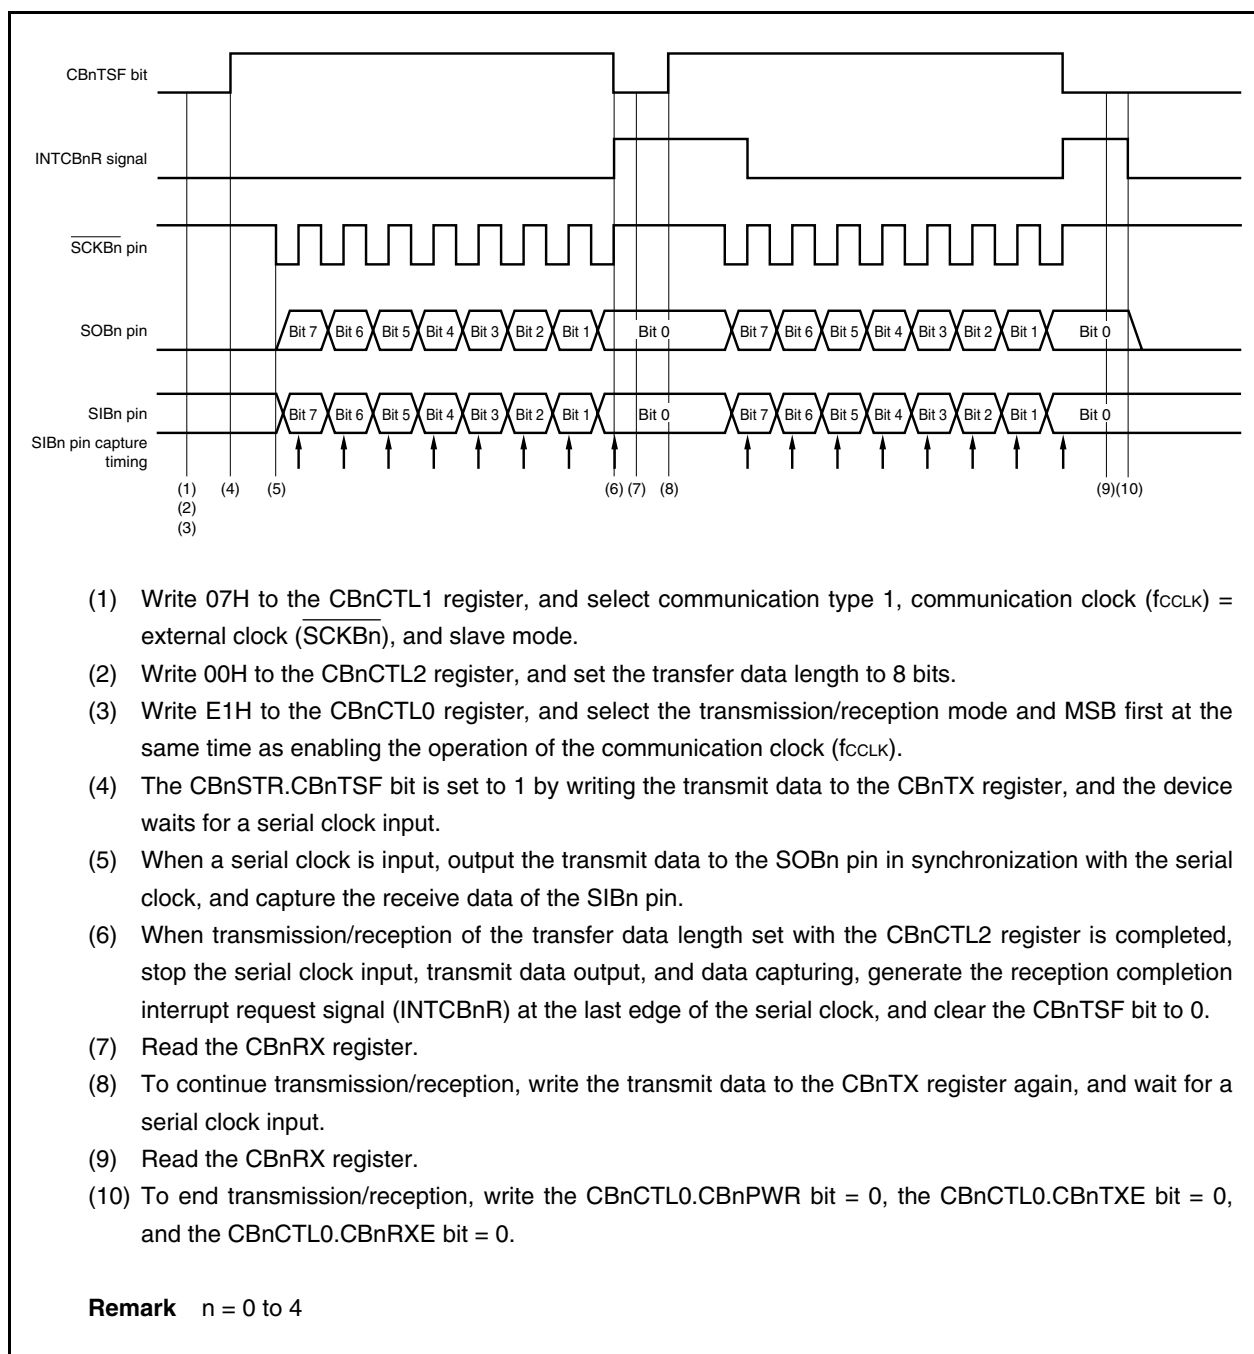 CBnTSF bit
INTCBnR signal
SCKBn pin
SOBn pin
Bit 7 Bit 6 Bit 5 Bit 4 Bit 3 Bit 2 Bit 1 Bit 0 Bit 7 Bit 6 Bit 5 Bit 4 Bit 3 Bit 2 Bit 1 Bit 0
SIBn pin
Bit 7 Bit 6 Bit 5 Bit 4 Bit 3 Bit 2 Bit 1 Bit 0 Bit 7 Bit 6 Bit 5 Bit 4 Bit 3 Bit 2 Bit 1 Bit 0
SIBn pin capture
timing
(1) (4) (5) (6) (7) (8) (9) (10)
(2)
(3)
(1) Write 07H to the CBnCTL1 register, and select communication type 1, communication clock (fCCLK) =
external clock (SCKBn), and slave mode.
(2) Write 00H to the CBnCTL2 register, and set the transfer data length to 8 bits.
(3) Write E1H to the CBnCTL0 register, and select the transmission/reception mode and MSB first at the
same time as enabling the operation of the communication clock (fCCLK).
(4) The CBnSTR.CBnTSF bit is set to 1 by writing the transmit data to the CBnTX register, and the device
waits for a serial clock input.
(5) When a serial clock is input, output the transmit data to the SOBn pin in synchronization with the serial
clock, and capture the receive data of the SIBn pin.
(6) When transmission/reception of the transfer data length set with the CBnCTL2 register is completed,
stop the serial clock input, transmit data output, and data capturing, generate the reception completion
interrupt request signal (INTCBnR) at the last edge of the serial clock, and clear the CBnTSF bit to 0.
(7) Read the CBnRX register.
(8) To continue transmission/reception, write the transmit data to the CBnTX register again, and wait for a
serial clock input.
(9) Read the CBnRX register.
(10) To end transmission/reception, write the CBnCTL0.CBnPWR bit = 0, the CBnCTL0.CBnTXE bit = 0,
and the CBnCTL0.CBnRXE bit = 0.
Remark n = 0 to 4